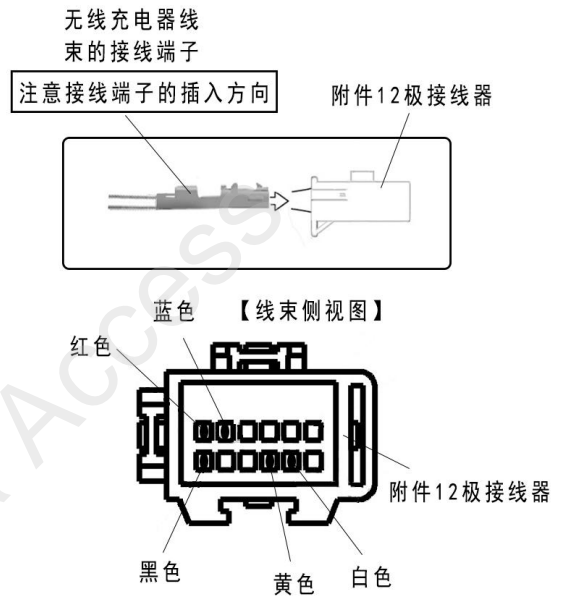 无线充电器线
束的接线端子
注意接线端子的插入方向
附件12极接线器
蓝色
【线束侧视图】
红色
附件12极接线器
黑色
黄色
白色
Access